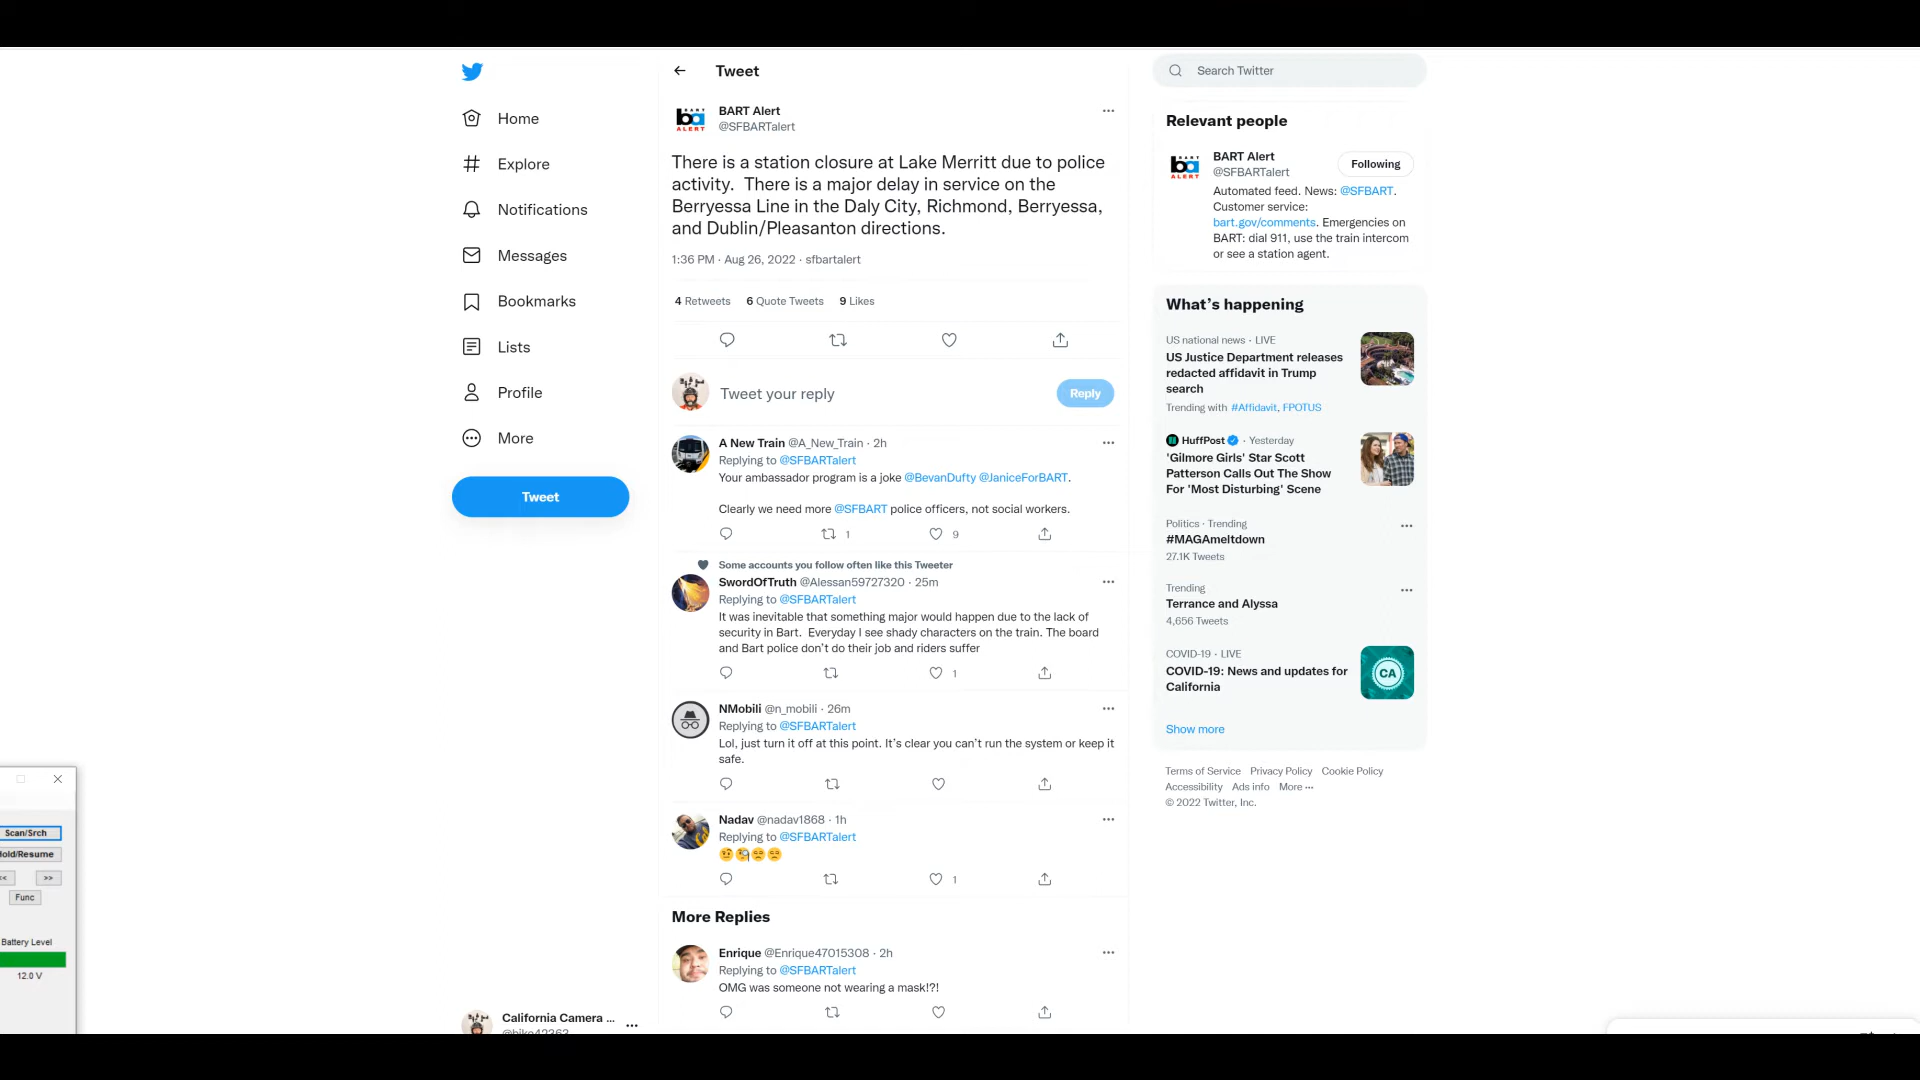 Home
Explore
Notifications
Messages
Bookmarks
Lists
Profile
More
Tweet
California Camera ...
Tweet
BART Alert
@SFBARTalert
There is a station closure at Lake Merritt due to police
activity.  There is a major delay in service on the
Berryessa Line in the Daly City, Richmond, Berryessa,
and Dublin/Pleasanton directions.
1:36 PM · Aug 26, 2022 · sfbartalert
4 Retweets 6 Quote Tweets 9 Likes
Tweet your reply
Reply
A New Train @A_New_Train · 2h
Replying to @SFBARTalert
Your ambassador program is a joke @BevanDufty @JaniceForBART.
Clearly we need more @SFBART police officers, not social workers.
1 9
Some accounts you follow often like this Tweeter
SwordOfTruth @Alessan59727320 · 25m
Replying to @SFBARTalert
It was inevitable that something major would happen due to the lack of
security in Bart.  Everyday I see shady characters on the train. The board
and Bart police don't do their job and riders suffer
1
NMobili @n_mobili · 26m
Replying to @SFBARTalert
Lol, just turn it off at this point. It's clear you can't run the system or keep it
safe.
Nadav @nadav1868 · 1h
Replying to @SFBARTalert
1
More Replies
Enrique @Enrique47015308 · 2h
Replying to @SFBARTalert
OMG was someone not wearing a mask!?!
Search Twitter
Relevant people
BART Alert
@SFBARTalert
Following
Automated feed. News: @SFBART.
Customer service:
bart.gov/comments. Emergencies on
BART: dial 911, use the train intercom
or see a station agent.
What's happening
US national news · LIVE
US Justice Department releases
redacted affidavit in Trump
search
Trending with #Affidavit, FPOTUS
HuffPost · Yesterday
'Gilmore Girls' Star Scott
Patterson Calls Out The Show
For 'Most Disturbing' Scene
Politics · Trending
#MAGAmeltdown
27.1K Tweets
Trending
Terrance and Alyssa
4,656 Tweets
COVID-19 · LIVE
COVID-19: News and updates for
California
CA
Show more
Terms of Service Privacy Policy Cookie Policy
Accessibility Ads info More ...
© 2022 Twitter, Inc.
Scan/Srch
Hold/Resume
<< >>
Func
Battery Level
12.0 V